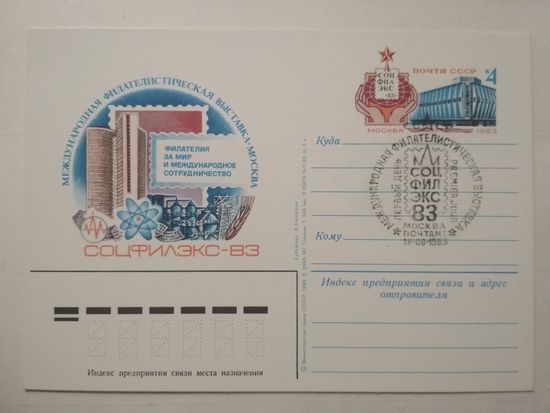 МЕЖДУНАРОДНАЯ ФИЛАТЕЛИСТИЧЕСКАЯ ВЫСТАВКА·МОСКВА
ФИЛАТЕЛИЯ
ЗА МИР
И МЕЖДУНАРОДНОЕ
СОТРУДНИЧЕСТВО
СОЦФИЛЭКС-83
Индекс предприятия связи места назначения
СОЦ
ФИЛ
ЭКС
-83-
МОСКВА
ПОЧТА СССР
К 4
1983
Куда
МЕЖДУНАРОДНАЯ ФИЛАТЕЛИСТИЧЕСКАЯ ВЫСТАВКА
ПЕРВЫЙ ДЕНЬ
PREMIER JOUR
СОЦ
ФИЛ
ЭКС
83
МОСКВА
ПОЧТАМТ
18-08-1983
Кому
Индекс предприятия связи и адрес
отправителя